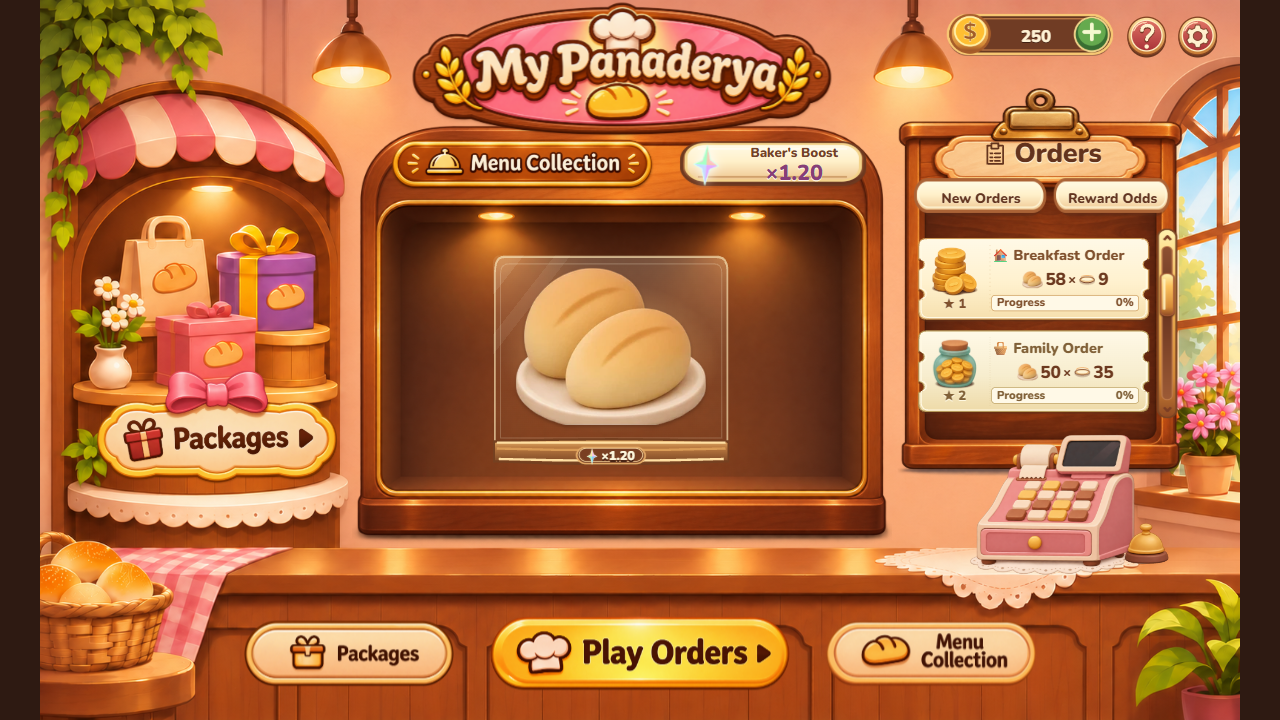 My Panaderya
$ 250 +
?
Menu Collection
Baker's Boost
×1.20
Orders
New Orders
Reward Odds
Breakfast Order
58 × 9
★ 1
Progress 0%
Family Order
50 × 35
★ 2
Progress 0%
×1.20
Packages
Packages
Play Orders
Menu
Collection